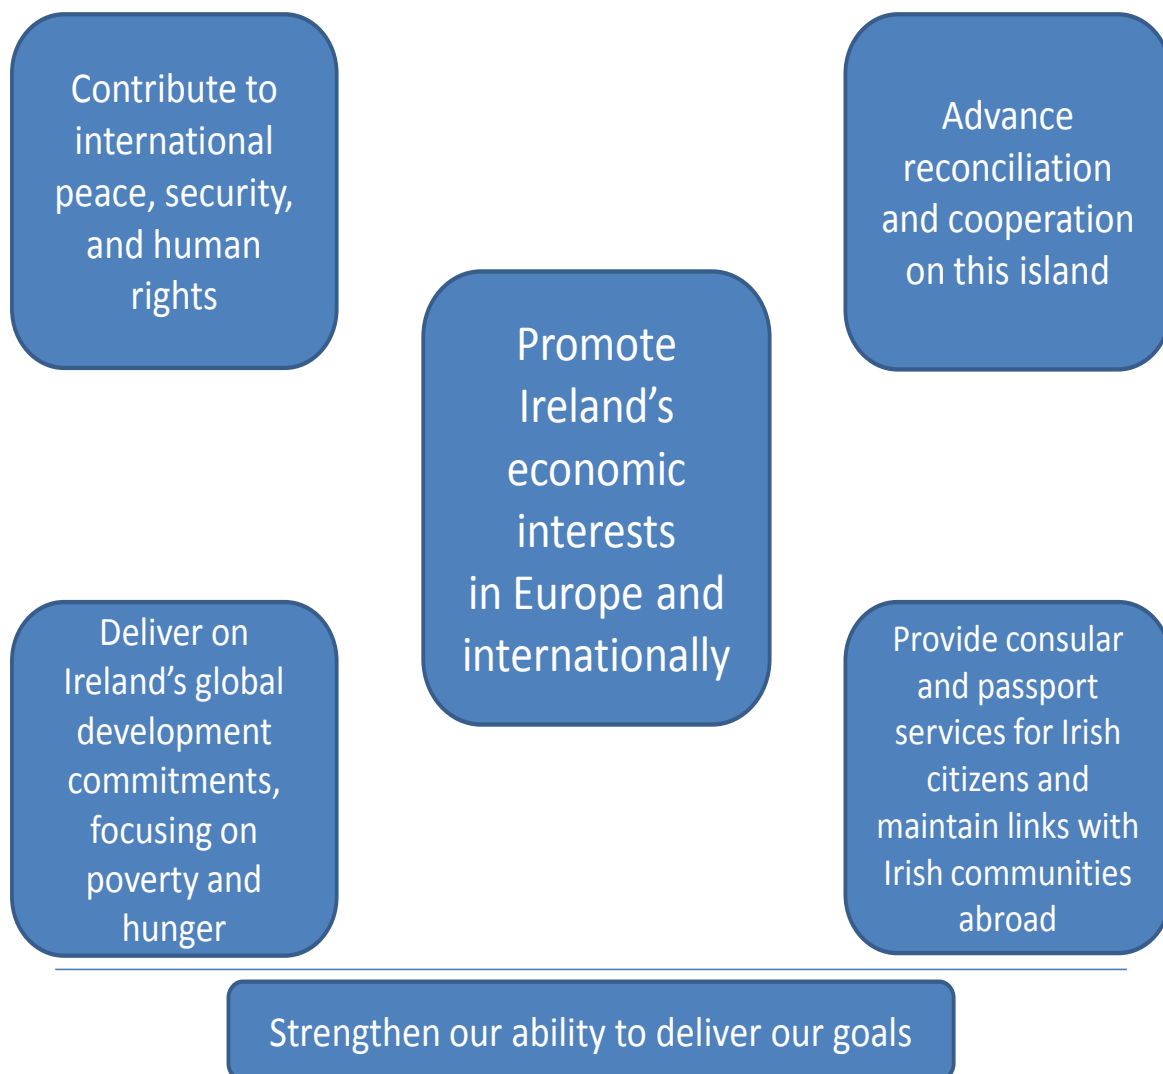 Contribute to
international
peace, security,
and human
rights
Advance
reconciliation
and cooperation
on this island
Promote
Ireland’s
economic
interests
in Europe and
internationally
Deliver on
Ireland’s global
development
commitments,
focusing on
poverty and
hunger
Provide consular
and passport
services for Irish
citizens and
maintain links with
Irish communities
abroad
Strengthen our ability to deliver our goals